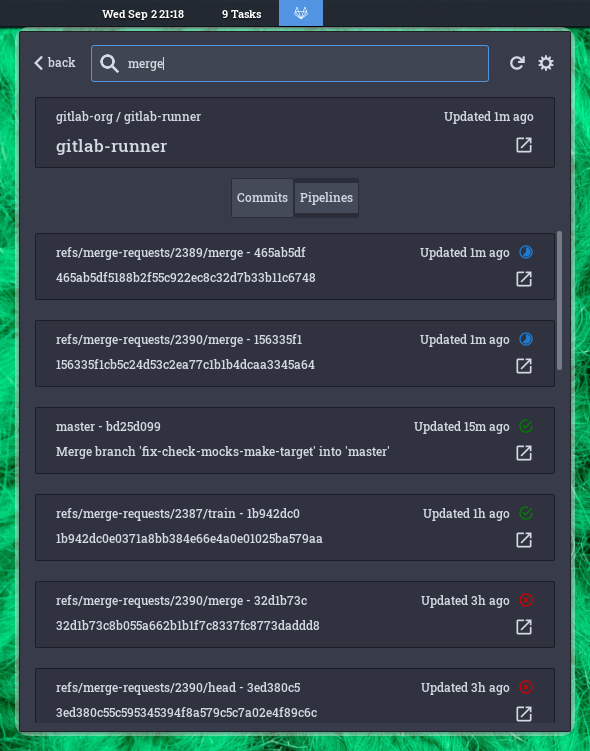 Wed Sep 2 21:18 9 Tasks
back merge
gitlab-org / gitlab-runner Updated 1m ago
gitlab-runner
Commits Pipelines
refs/merge-requests/2389/merge - 465ab5df Updated 1m ago
465ab5df5188b2f55c922ec8c32d7b33b11c6748
refs/merge-requests/2390/merge - 156335f1 Updated 1m ago
156335f1cb5c24d53c2ea77c1b1b4dcaa3345a64
master - bd25d099 Updated 15m ago
Merge branch 'fix-check-mocks-make-target' into 'master'
refs/merge-requests/2387/train - 1b942dc0 Updated 1h ago
1b942dc0e0371a8bb384e66e4a0e01025ba579aa
refs/merge-requests/2390/merge - 32d1b73c Updated 3h ago
32d1b73c8b055a662b1b1f7c8337fc8773daddd8
refs/merge-requests/2390/head - 3ed380c5 Updated 3h ago
3ed380c55c595345394f8a579c5c7a02e4f89c6c